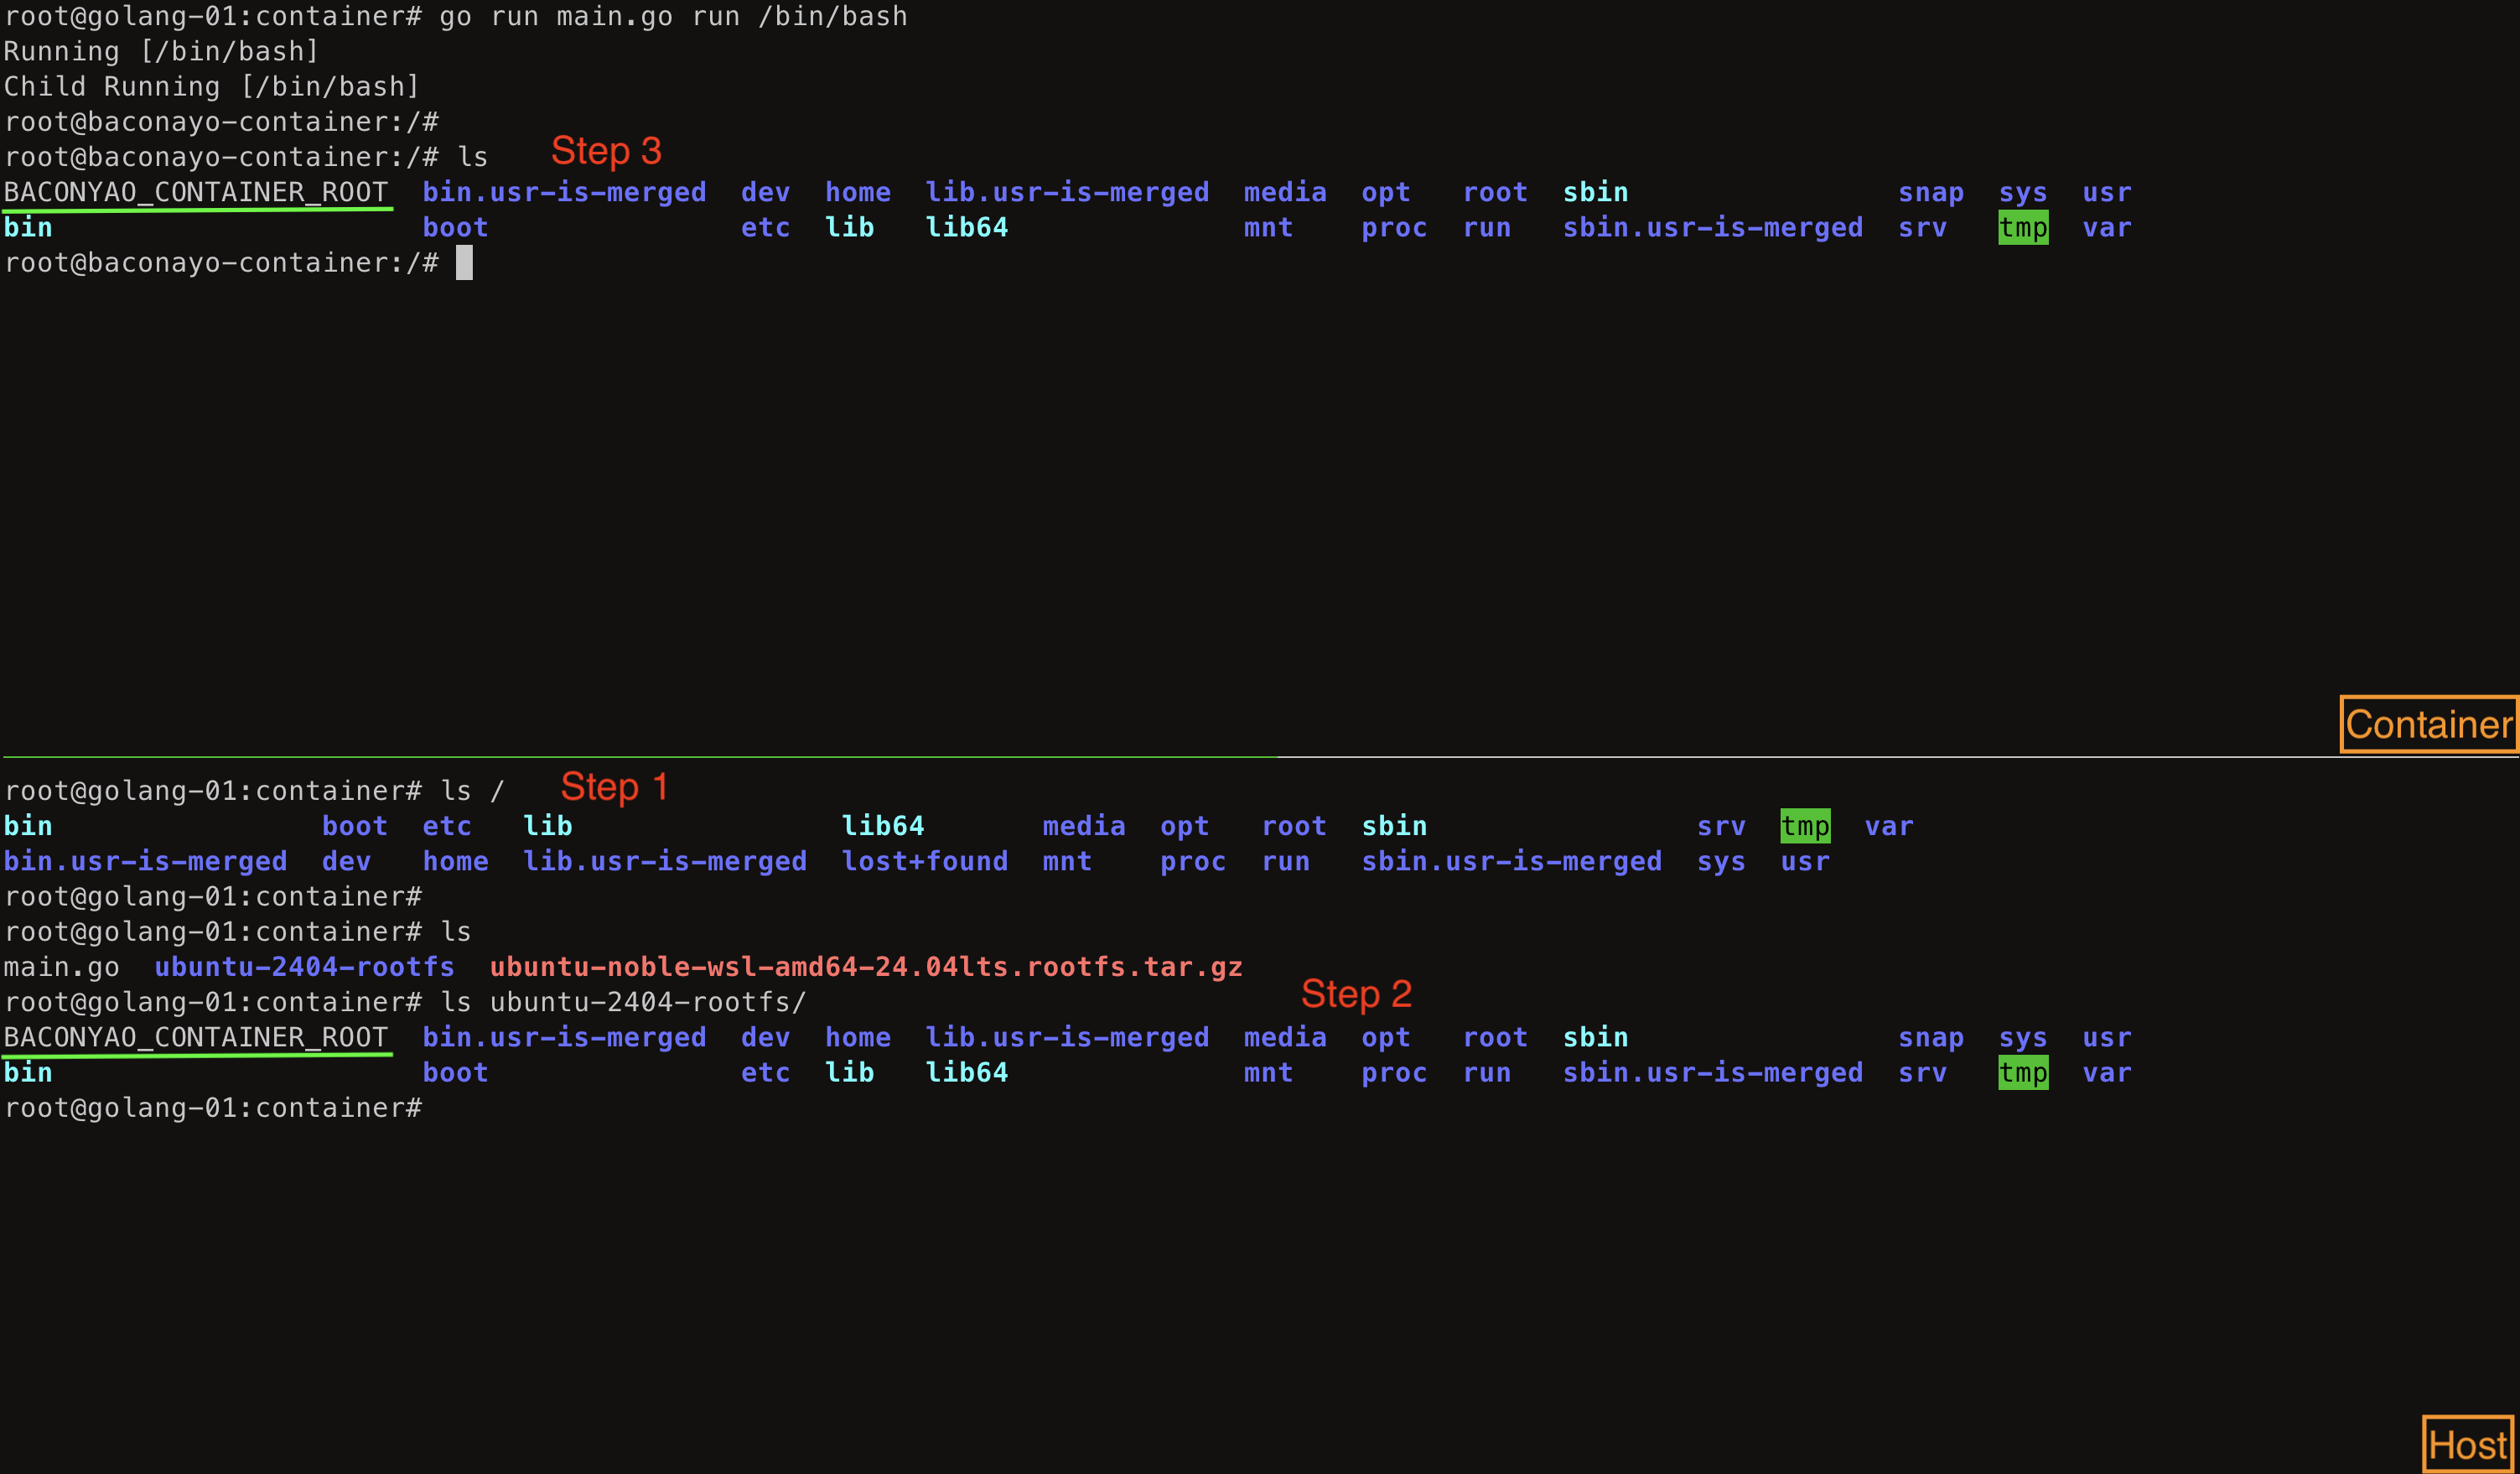 root@golang-01:container# go run main.go run /bin/bash
Running [/bin/bash]
Child Running [/bin/bash]
root@baconayo-container:/#
root@baconayo-container:/# ls Step 3
BACONYAO_CONTAINER_ROOT bin.usr-is-merged dev home lib.usr-is-merged media opt root sbin snap sys usr
bin boot etc lib lib64 mnt proc run sbin.usr-is-merged srv tmp var
root@baconayo-container:/#
Container
root@golang-01:container# ls / Step 1
bin boot etc lib lib64 media opt root sbin srv tmp var
bin.usr-is-merged dev home lib.usr-is-merged lost+found mnt proc run sbin.usr-is-merged sys usr
root@golang-01:container#
root@golang-01:container# ls
main.go ubuntu-2404-rootfs ubuntu-noble-wsl-amd64-24.04lts.rootfs.tar.gz
root@golang-01:container# ls ubuntu-2404-rootfs/ Step 2
BACONYAO_CONTAINER_ROOT bin.usr-is-merged dev home lib.usr-is-merged media opt root sbin snap sys usr
bin boot etc lib lib64 mnt proc run sbin.usr-is-merged srv tmp var
root@golang-01:container#
Host